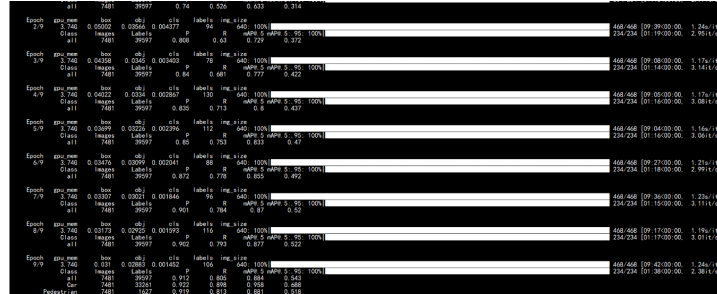 all 7481 39597 0.74 0.526 0.633 0.314
Epoch gpu_mem box obj cls labels img_size
2/9 3.74G 0.05002 0.03566 0.004377 94 640: 100% 468/468 [09:39<00:00, 1.24s/it
Class Images Labels P R mAP@.5 mAP@.5:.95: 100% 234/234 [01:19<00:00, 2.95it/s
all 7481 39597 0.808 0.63 0.729 0.372
Epoch gpu_mem box obj cls labels img_size
3/9 3.74G 0.04358 0.0345 0.003403 78 640: 100% 468/468 [09:08<00:00, 1.17s/it
Class Images Labels P R mAP@.5 mAP@.5:.95: 100% 234/234 [01:14<00:00, 3.14it/s
all 7481 39597 0.84 0.681 0.777 0.422
Epoch gpu_mem box obj cls labels img_size
4/9 3.74G 0.04022 0.0334 0.002867 130 640: 100% 468/468 [09:05<00:00, 1.17s/it
Class Images Labels P R mAP@.5 mAP@.5:.95: 100% 234/234 [01:16<00:00, 3.08it/s
all 7481 39597 0.835 0.713 0.8 0.437
Epoch gpu_mem box obj cls labels img_size
5/9 3.74G 0.03699 0.03226 0.002396 112 640: 100% 468/468 [09:04<00:00, 1.16s/it
Class Images Labels P R mAP@.5 mAP@.5:.95: 100% 234/234 [01:16<00:00, 3.06it/s
all 7481 39597 0.85 0.753 0.833 0.47
Epoch gpu_mem box obj cls labels img_size
6/9 3.74G 0.03476 0.03099 0.002041 88 640: 100% 468/468 [09:27<00:00, 1.21s/it
Class Images Labels P R mAP@.5 mAP@.5:.95: 100% 234/234 [01:18<00:00, 2.99it/s
all 7481 39597 0.872 0.778 0.855 0.492
Epoch gpu_mem box obj cls labels img_size
7/9 3.74G 0.03307 0.03021 0.001846 96 640: 100% 468/468 [09:36<00:00, 1.23s/it
Class Images Labels P R mAP@.5 mAP@.5:.95: 100% 234/234 [01:15<00:00, 3.11it/s
all 7481 39597 0.901 0.784 0.87 0.52
Epoch gpu_mem box obj cls labels img_size
8/9 3.74G 0.03173 0.02925 0.001593 116 640: 100% 468/468 [09:17<00:00, 1.19s/it
Class Images Labels P R mAP@.5 mAP@.5:.95: 100% 234/234 [01:17<00:00, 3.01it/s
all 7481 39597 0.902 0.793 0.877 0.522
Epoch gpu_mem box obj cls labels img_size
9/9 3.74G 0.031 0.02883 0.001452 106 640: 100% 468/468 [09:42<00:00, 1.24s/it
Class Images Labels P R mAP@.5 mAP@.5:.95: 100% 234/234 [01:38<00:00, 2.38it/s
all 7481 39597 0.912 0.805 0.884 0.543
Car 7481 33261 0.922 0.898 0.958 0.688
Pedestrian 7481 1627 0.919 0.813 0.881 0.518